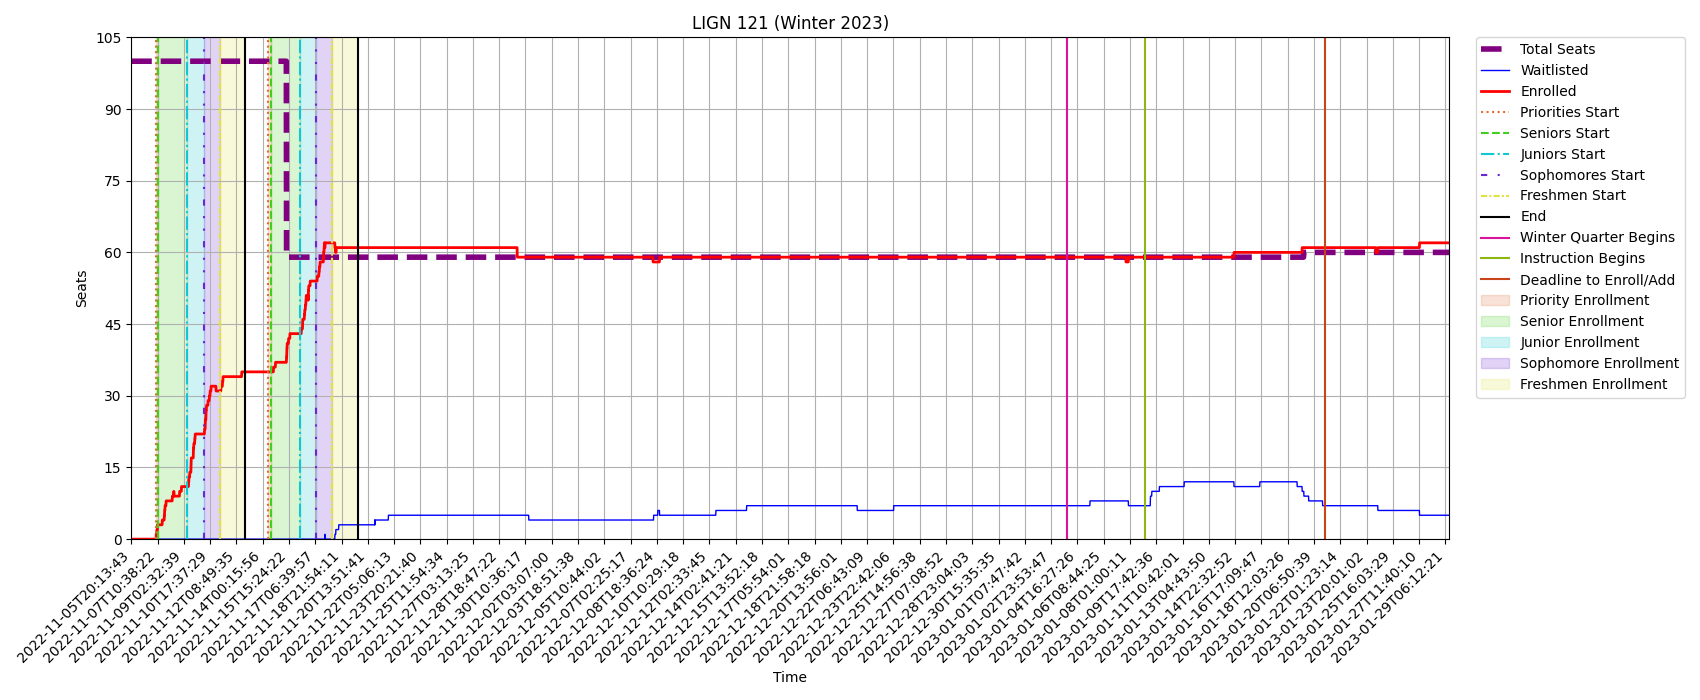 LIGN 121 (Winter 2023)
105
90
75
60
45
30
15
0
Seats
2022-11-05T20:13:43
2022-11-07T10:38:22
2022-11-09T02:32:39
2022-11-10T17:37:29
2022-11-12T08:49:35
2022-11-14T00:15:56
2022-11-15T15:24:22
2022-11-17T06:39:57
2022-11-18T21:54:11
2022-11-20T13:51:41
2022-11-22T05:06:13
2022-11-23T20:21:40
2022-11-25T11:54:34
2022-11-27T03:13:25
2022-11-28T18:47:22
2022-11-30T10:36:17
2022-12-02T03:07:00
2022-12-03T18:51:38
2022-12-05T10:44:02
2022-12-07T02:25:17
2022-12-08T18:36:24
2022-12-10T10:29:18
2022-12-12T02:33:45
2022-12-14T02:41:21
2022-12-15T13:52:18
2022-12-17T05:54:01
2022-12-18T21:58:18
2022-12-20T13:56:01
2022-12-22T06:43:09
2022-12-23T22:42:06
2022-12-25T14:56:38
2022-12-27T07:08:52
2022-12-28T23:04:03
2022-12-30T15:35:35
2023-01-01T07:47:42
2023-01-02T23:53:47
2023-01-04T16:27:26
2023-01-06T08:44:25
2023-01-08T01:00:11
2023-01-09T17:42:36
2023-01-11T10:42:01
2023-01-13T04:43:50
2023-01-14T22:32:52
2023-01-16T17:09:47
2023-01-18T12:03:26
2023-01-20T06:50:39
2023-01-22T01:23:14
2023-01-23T20:01:02
2023-01-25T16:03:29
2023-01-27T11:40:10
2023-01-29T06:12:21
Time
Total Seats
Waitlisted
Enrolled
Priorities Start
Seniors Start
Juniors Start
Sophomores Start
Freshmen Start
End
Winter Quarter Begins
Instruction Begins
Deadline to Enroll/Add
Priority Enrollment
Senior Enrollment
Junior Enrollment
Sophomore Enrollment
Freshmen Enrollment